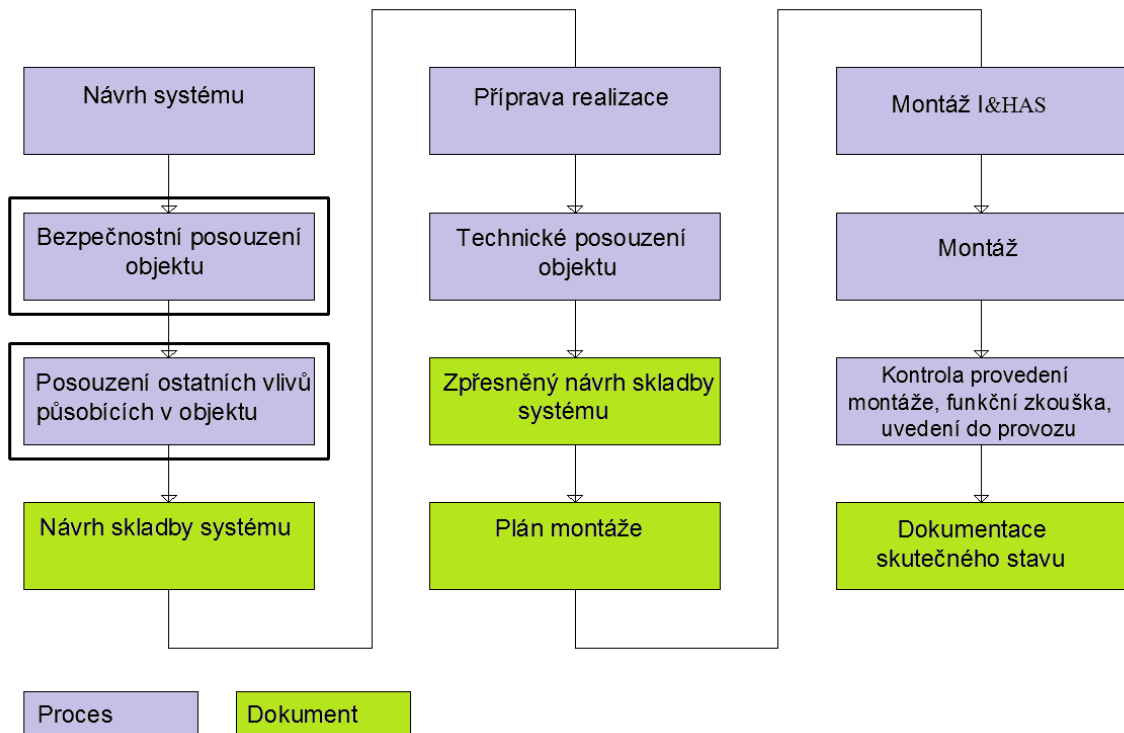 Návrh systému
Bezpečnostní posouzení
objektu
Posouzení ostatních vlivů
působících v objektu
Návrh skladby systému
Příprava realizace
Technické posouzení
objektu
Zpřesněný návrh skladby
systému
Plán montáže
Montáž I&HAS
Montáž
Kontrola provedení
montáže, funkční zkouška,
uvedení do provozu
Dokumentace
skutečného stavu
Proces
Dokument